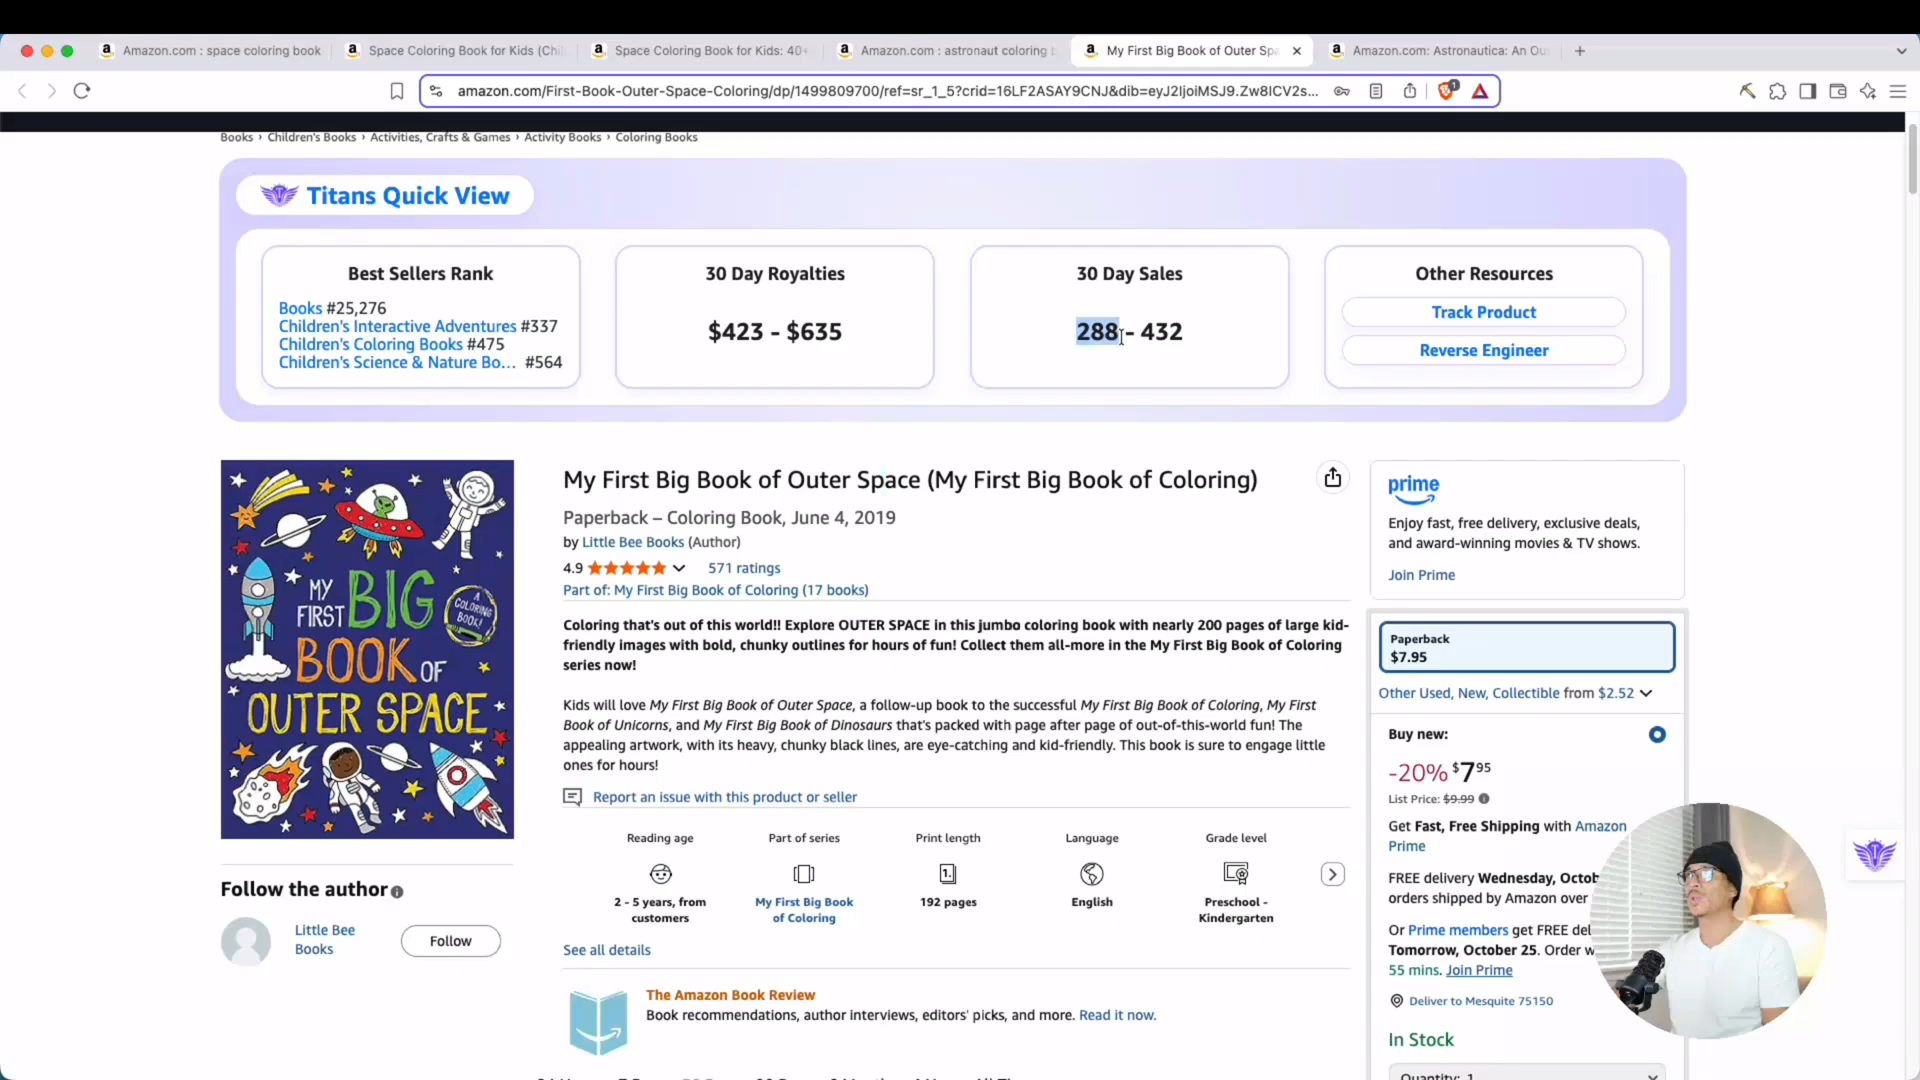 Amazon.com : space coloring book
Space Coloring Book for Kids (Chi
Space Coloring Book for Kids: 40+
Amazon.com : astronaut coloring b
My First Big Book of Outer Spa
Amazon.com: Astronautica: An Ou
amazon.com/First-Book-Outer-Space-Coloring/dp/1499809700/ref=sr_1_5?crid=16LF2ASAY9CNJ&dib=eyJ2IjoiMSJ9.Zw8ICV2s...
Books › Children's Books › Activities, Crafts & Games › Activity Books › Coloring Books
Titans Quick View
Best Sellers Rank
Books #25,276
Children's Interactive Adventures #337
Children's Coloring Books #475
Children's Science & Nature Bo... #564
30 Day Royalties
$423 - $635
30 Day Sales
288 - 432
Other Resources
Track Product
Reverse Engineer
MY FIRST BIG BOOK OF OUTER SPACE
A COLORING BOOK!
My First Big Book of Outer Space (My First Big Book of Coloring)
Paperback – Coloring Book, June 4, 2019
by Little Bee Books (Author)
4.9 571 ratings
Part of: My First Big Book of Coloring (17 books)
Coloring that's out of this world!! Explore OUTER SPACE in this jumbo coloring book with nearly 200 pages of large kid-
friendly images with bold, chunky outlines for hours of fun! Collect them all-more in the My First Big Book of Coloring
series now!
Kids will love My First Big Book of Outer Space, a follow-up book to the successful My First Big Book of Coloring, My First
Book of Unicorns, and My First Big Book of Dinosaurs that's packed with page after page of out-of-this-world fun! The
appealing artwork, with its heavy, chunky black lines, are eye-catching and kid-friendly. This book is sure to engage little
ones for hours!
Report an issue with this product or seller
Reading age
2 - 5 years, from
customers
Part of series
My First Big Book
of Coloring
Print length
192 pages
Language
English
Grade level
Preschool -
Kindergarten
See all details
The Amazon Book Review
Book recommendations, author interviews, editors' picks, and more. Read it now.
Follow the author
Little Bee
Books
Follow
prime
Enjoy fast, free delivery, exclusive deals,
and award-winning movies & TV shows.
Join Prime
Paperback
$7.95
Other Used, New, Collectible from $2.52
Buy new:
-20% $7 95
List Price: $9.99
Get Fast, Free Shipping with Amazon
Prime
FREE delivery Wednesday, Octob
orders shipped by Amazon over
Or Prime members get FREE del
Tomorrow, October 25. Order w
55 mins. Join Prime
Deliver to Mesquite 75150
In Stock
Quantity: 1